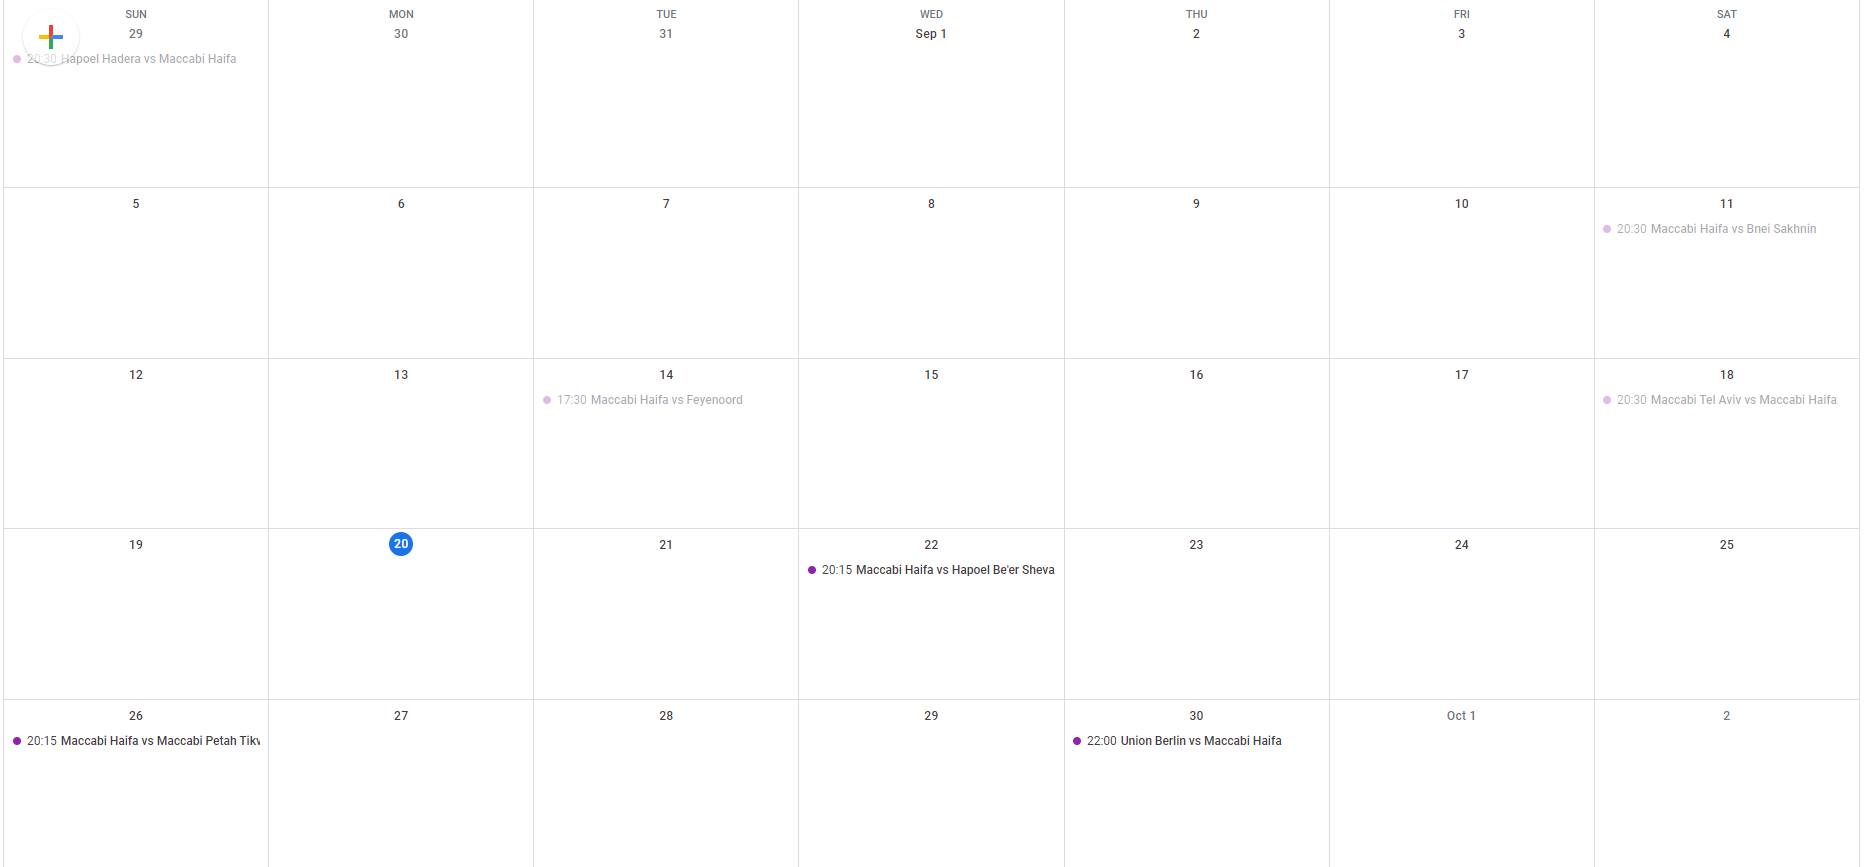 SUN MON TUE WED THU FRI SAT
29 30 31 Sep 1 2 3 4
20:30 Hapoel Hadera vs Maccabi Haifa
5 6 7 8 9 10 11
20:30 Maccabi Haifa vs Bnei Sakhnin
12 13 14 15 16 17 18
17:30 Maccabi Haifa vs Feyenoord
20:30 Maccabi Tel Aviv vs Maccabi Haifa
19 20 21 22 23 24 25
20:15 Maccabi Haifa vs Hapoel Be'er Sheva
26 27 28 29 30 Oct 1 2
20:15 Maccabi Haifa vs Maccabi Petah Tikv
22:00 Union Berlin vs Maccabi Haifa